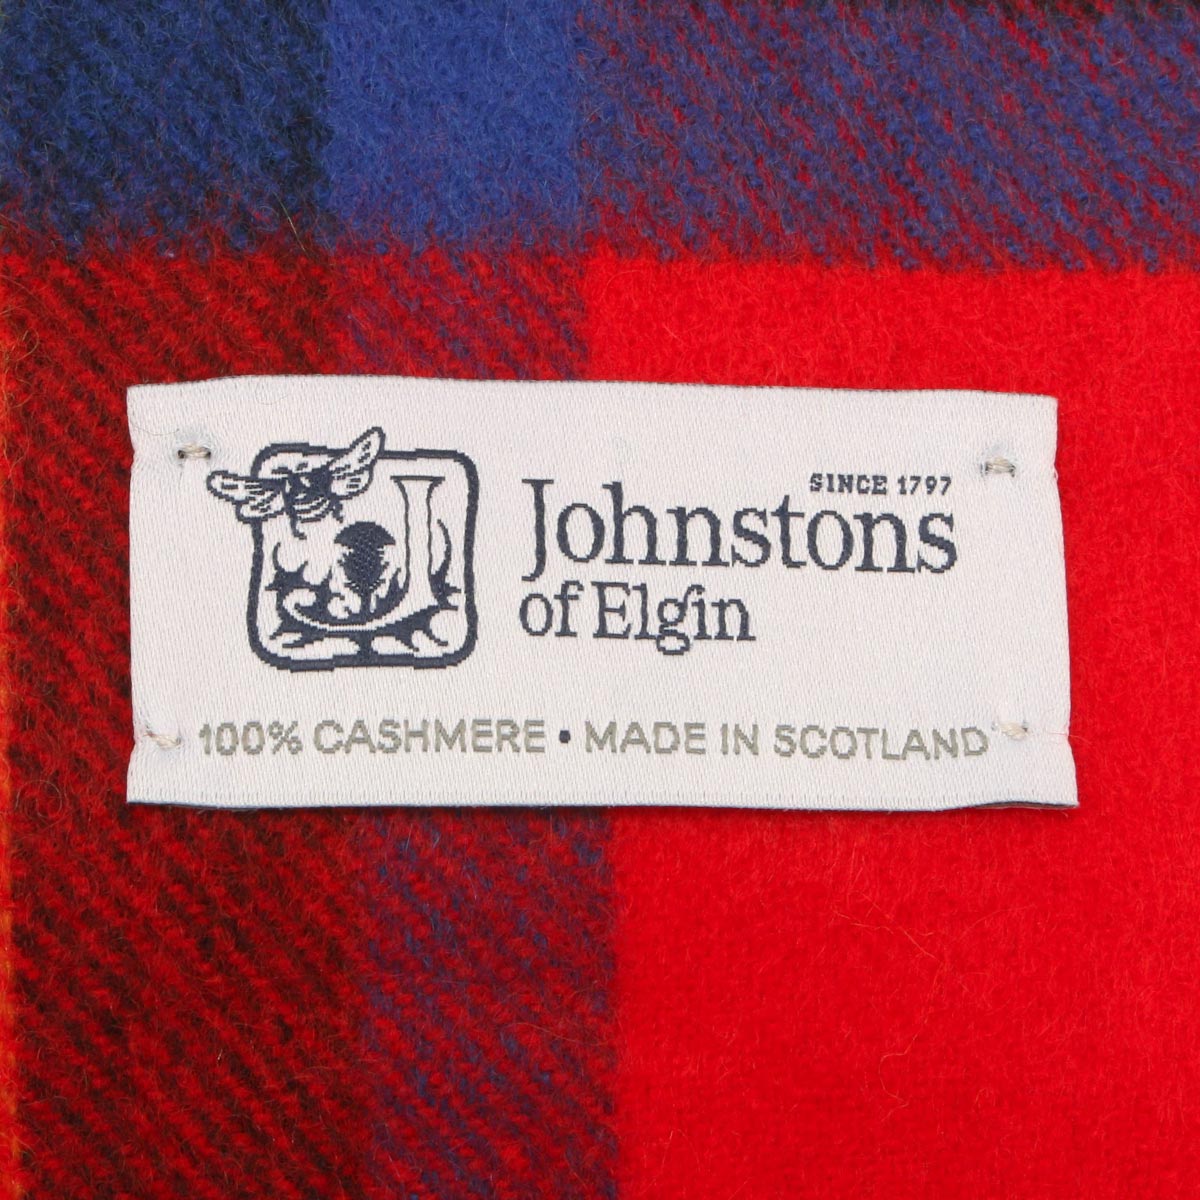 SINCE 1797
Johnstons
of Elgin
100% CASHMERE • MADE IN SCOTLAND